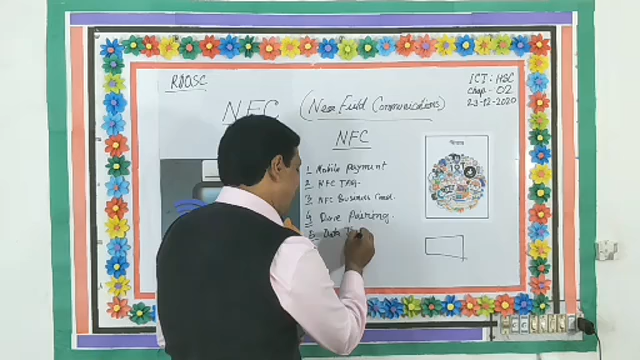 RDOSC
ICT: HSC
Chap - 02
23-12-2020
NFC (Near Field Communications)
NFC
1 Mobile Payment
2 NFC TAG.
3 NFC Business Card.
4 Device Pairing.
5 Data